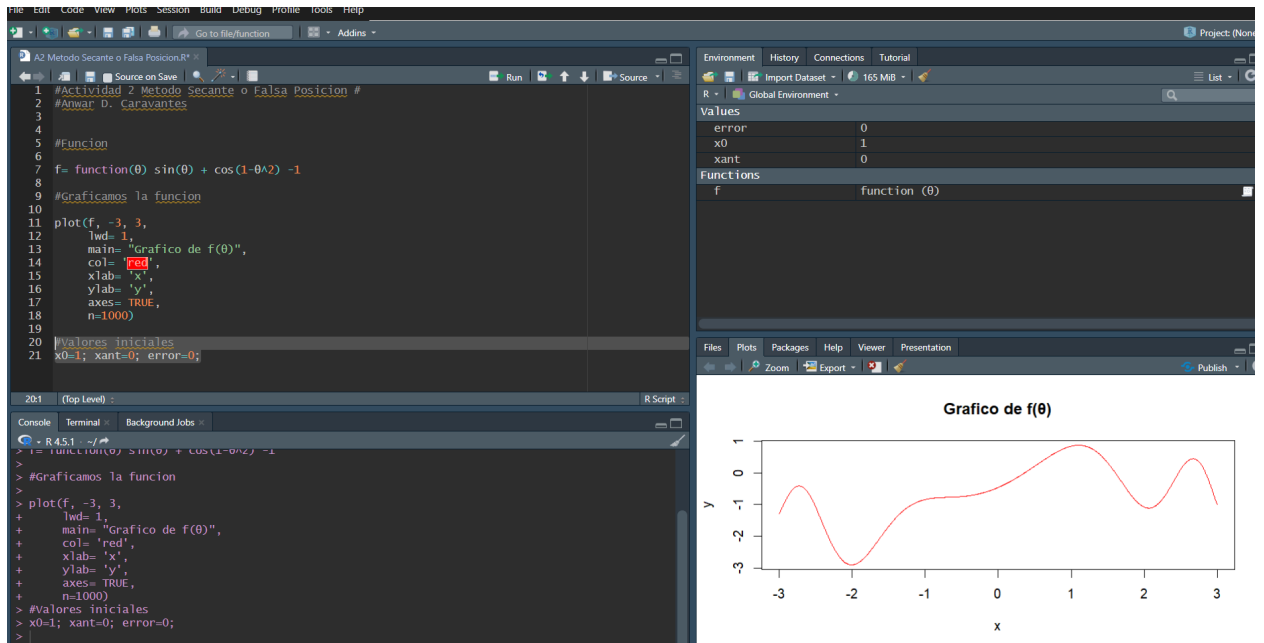 File Edit Code View Plots Session Build Debug Profile Tools Help
Go to file/function Addins
Project: (None
A2 Metodo Secante o Falsa Posicion.R*
Source on Save Run Source
1 #Actividad 2 Metodo Secante o Falsa Posicion #
2 #Anwar D. Caravantes
3
4
5 #Funcion
6
7 f= function(θ) sin(θ) + cos(1-θ^2) -1
8
9 #Graficamos la funcion
10
11 plot(f, -3, 3,
12 lwd= 1,
13 main= "Grafico de f(θ)",
14 col= 'red',
15 xlab= 'x',
16 ylab= 'y',
17 axes= TRUE,
18 n=1000)
19
20 #Valores iniciales
21 x0=1; xant=0; error=0;
20:1 (Top Level) R Script
Console Terminal Background Jobs
R 4.5.1 · ~/
> f= function(θ) sin(θ) + cos(1-θ^2) -1
>
> #Graficamos la funcion
>
> plot(f, -3, 3,
+ lwd= 1,
+ main= "Grafico de f(θ)",
+ col= 'red',
+ xlab= 'x',
+ ylab= 'y',
+ axes= TRUE,
+ n=1000)
> #Valores iniciales
> x0=1; xant=0; error=0;
>
Environment History Connections Tutorial
Import Dataset 165 MiB List
R Global Environment
Values
error 0
x0 1
xant 0
Functions
f function (θ)
Files Plots Packages Help Viewer Presentation
Zoom Export Publish
Grafico de f(θ)
y
1
0
-1
-2
-3
-3 -2 -1 0 1 2 3
x